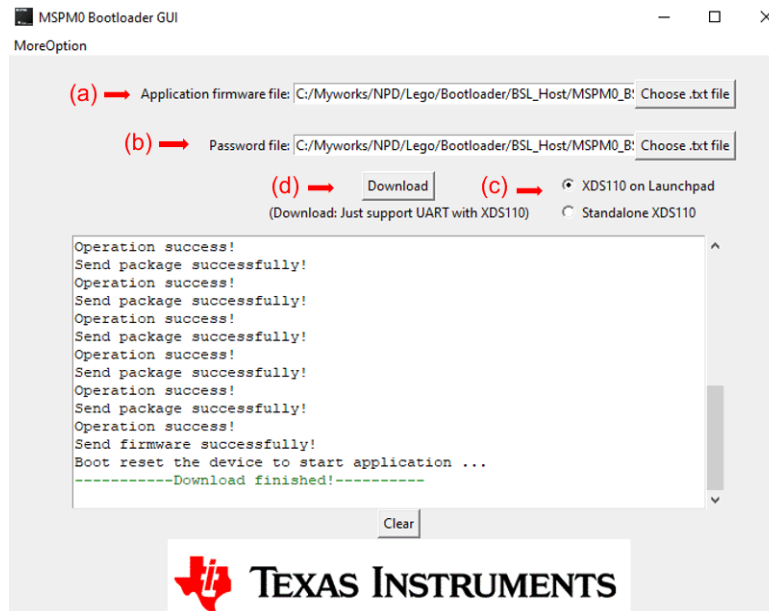 MSPM0 Bootloader GUI
MoreOption
(a) Application firmware file: C:/Myworks/NPD/Lego/Bootloader/BSL_Host/MSPM0_B Choose .txt file
(b) Password file: C:/Myworks/NPD/Lego/Bootloader/BSL_Host/MSPM0_B Choose .txt file
(d) Download (c) XDS110 on Launchpad
(Download: Just support UART with XDS110) Standalone XDS110
Operation success!
Send package successfully!
Operation success!
Send package successfully!
Operation success!
Send package successfully!
Operation success!
Send package successfully!
Operation success!
Send package successfully!
Operation success!
Send firmware successfully!
Boot reset the device to start application ...
-----------Download finished!----------
Clear
TEXAS INSTRUMENTS